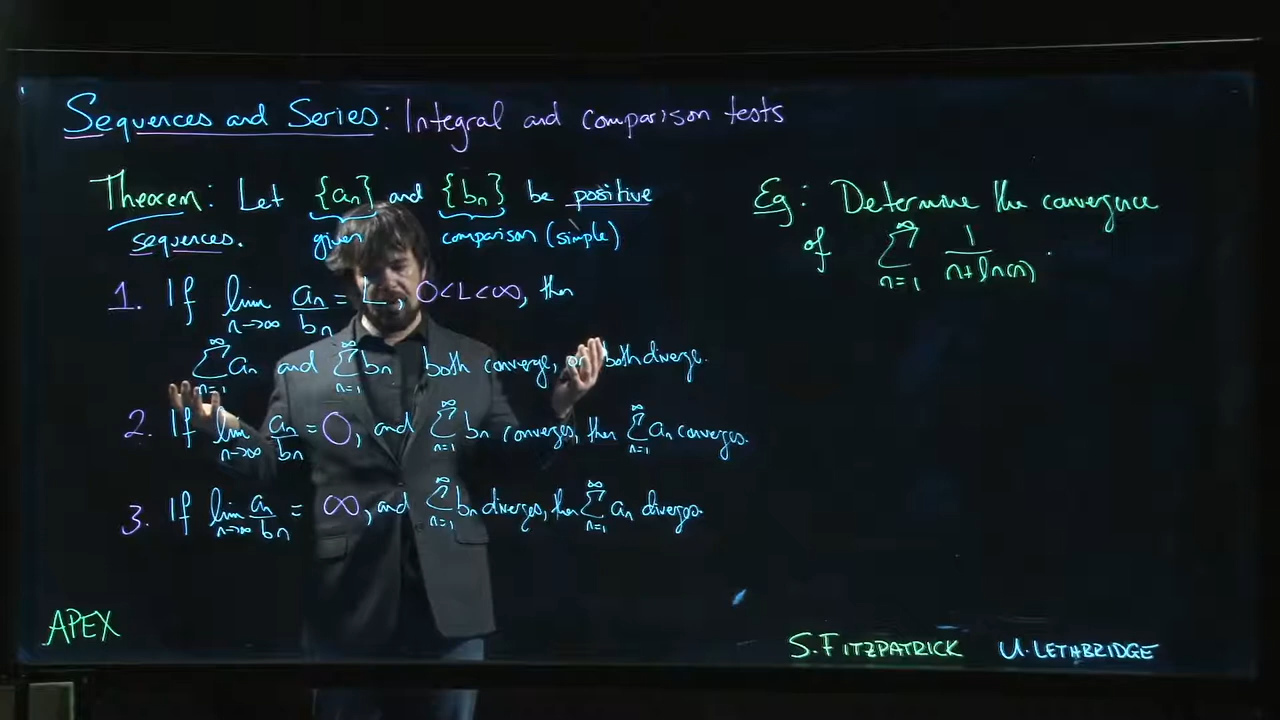 Sequences and Series: Integral and comparison tests
Theorem: Let {aₙ} and {bₙ} be positive
given comparison (simple)
sequences.
1. If lim n→∞ aₙ/bₙ = L, 0<L<∞, then
∞∑n=1 aₙ and ∞∑n=1 bₙ both converge, or both diverge.
2. If lim n→∞ aₙ/bₙ = 0, and ∞∑n=1 bₙ converges, then ∞∑n=1 aₙ converges.
3. If lim n→∞ aₙ/bₙ = ∞, and ∞∑n=1 bₙ diverges, then ∞∑n=1 aₙ diverges.
Eg: Determine the convergence
of ∞∑n=1 1/(n+ln(n)).
APEX
S. FITZPATRICK U. LETHBRIDGE